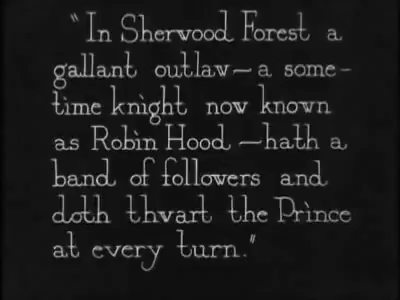 "In Sherwood Forest a
gallant outlaw—a some-
time knight now known
as Robin Hood—hath a
band of followers and
doth thwart the Prince
at every turn."